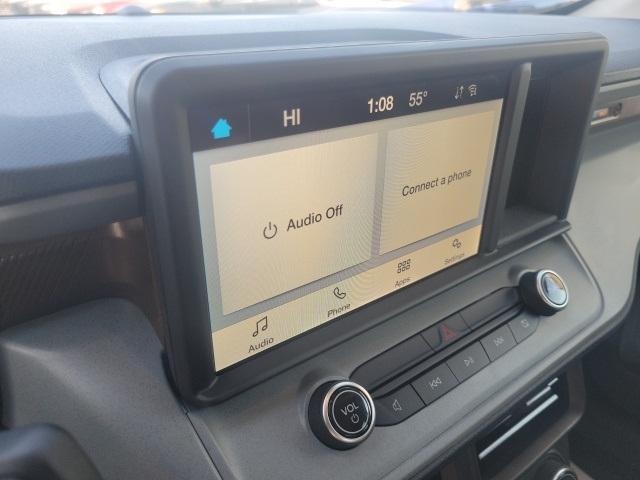 HI 1:08 55°
Audio Off
Connect a phone
Audio Phone Apps Settings
VOL